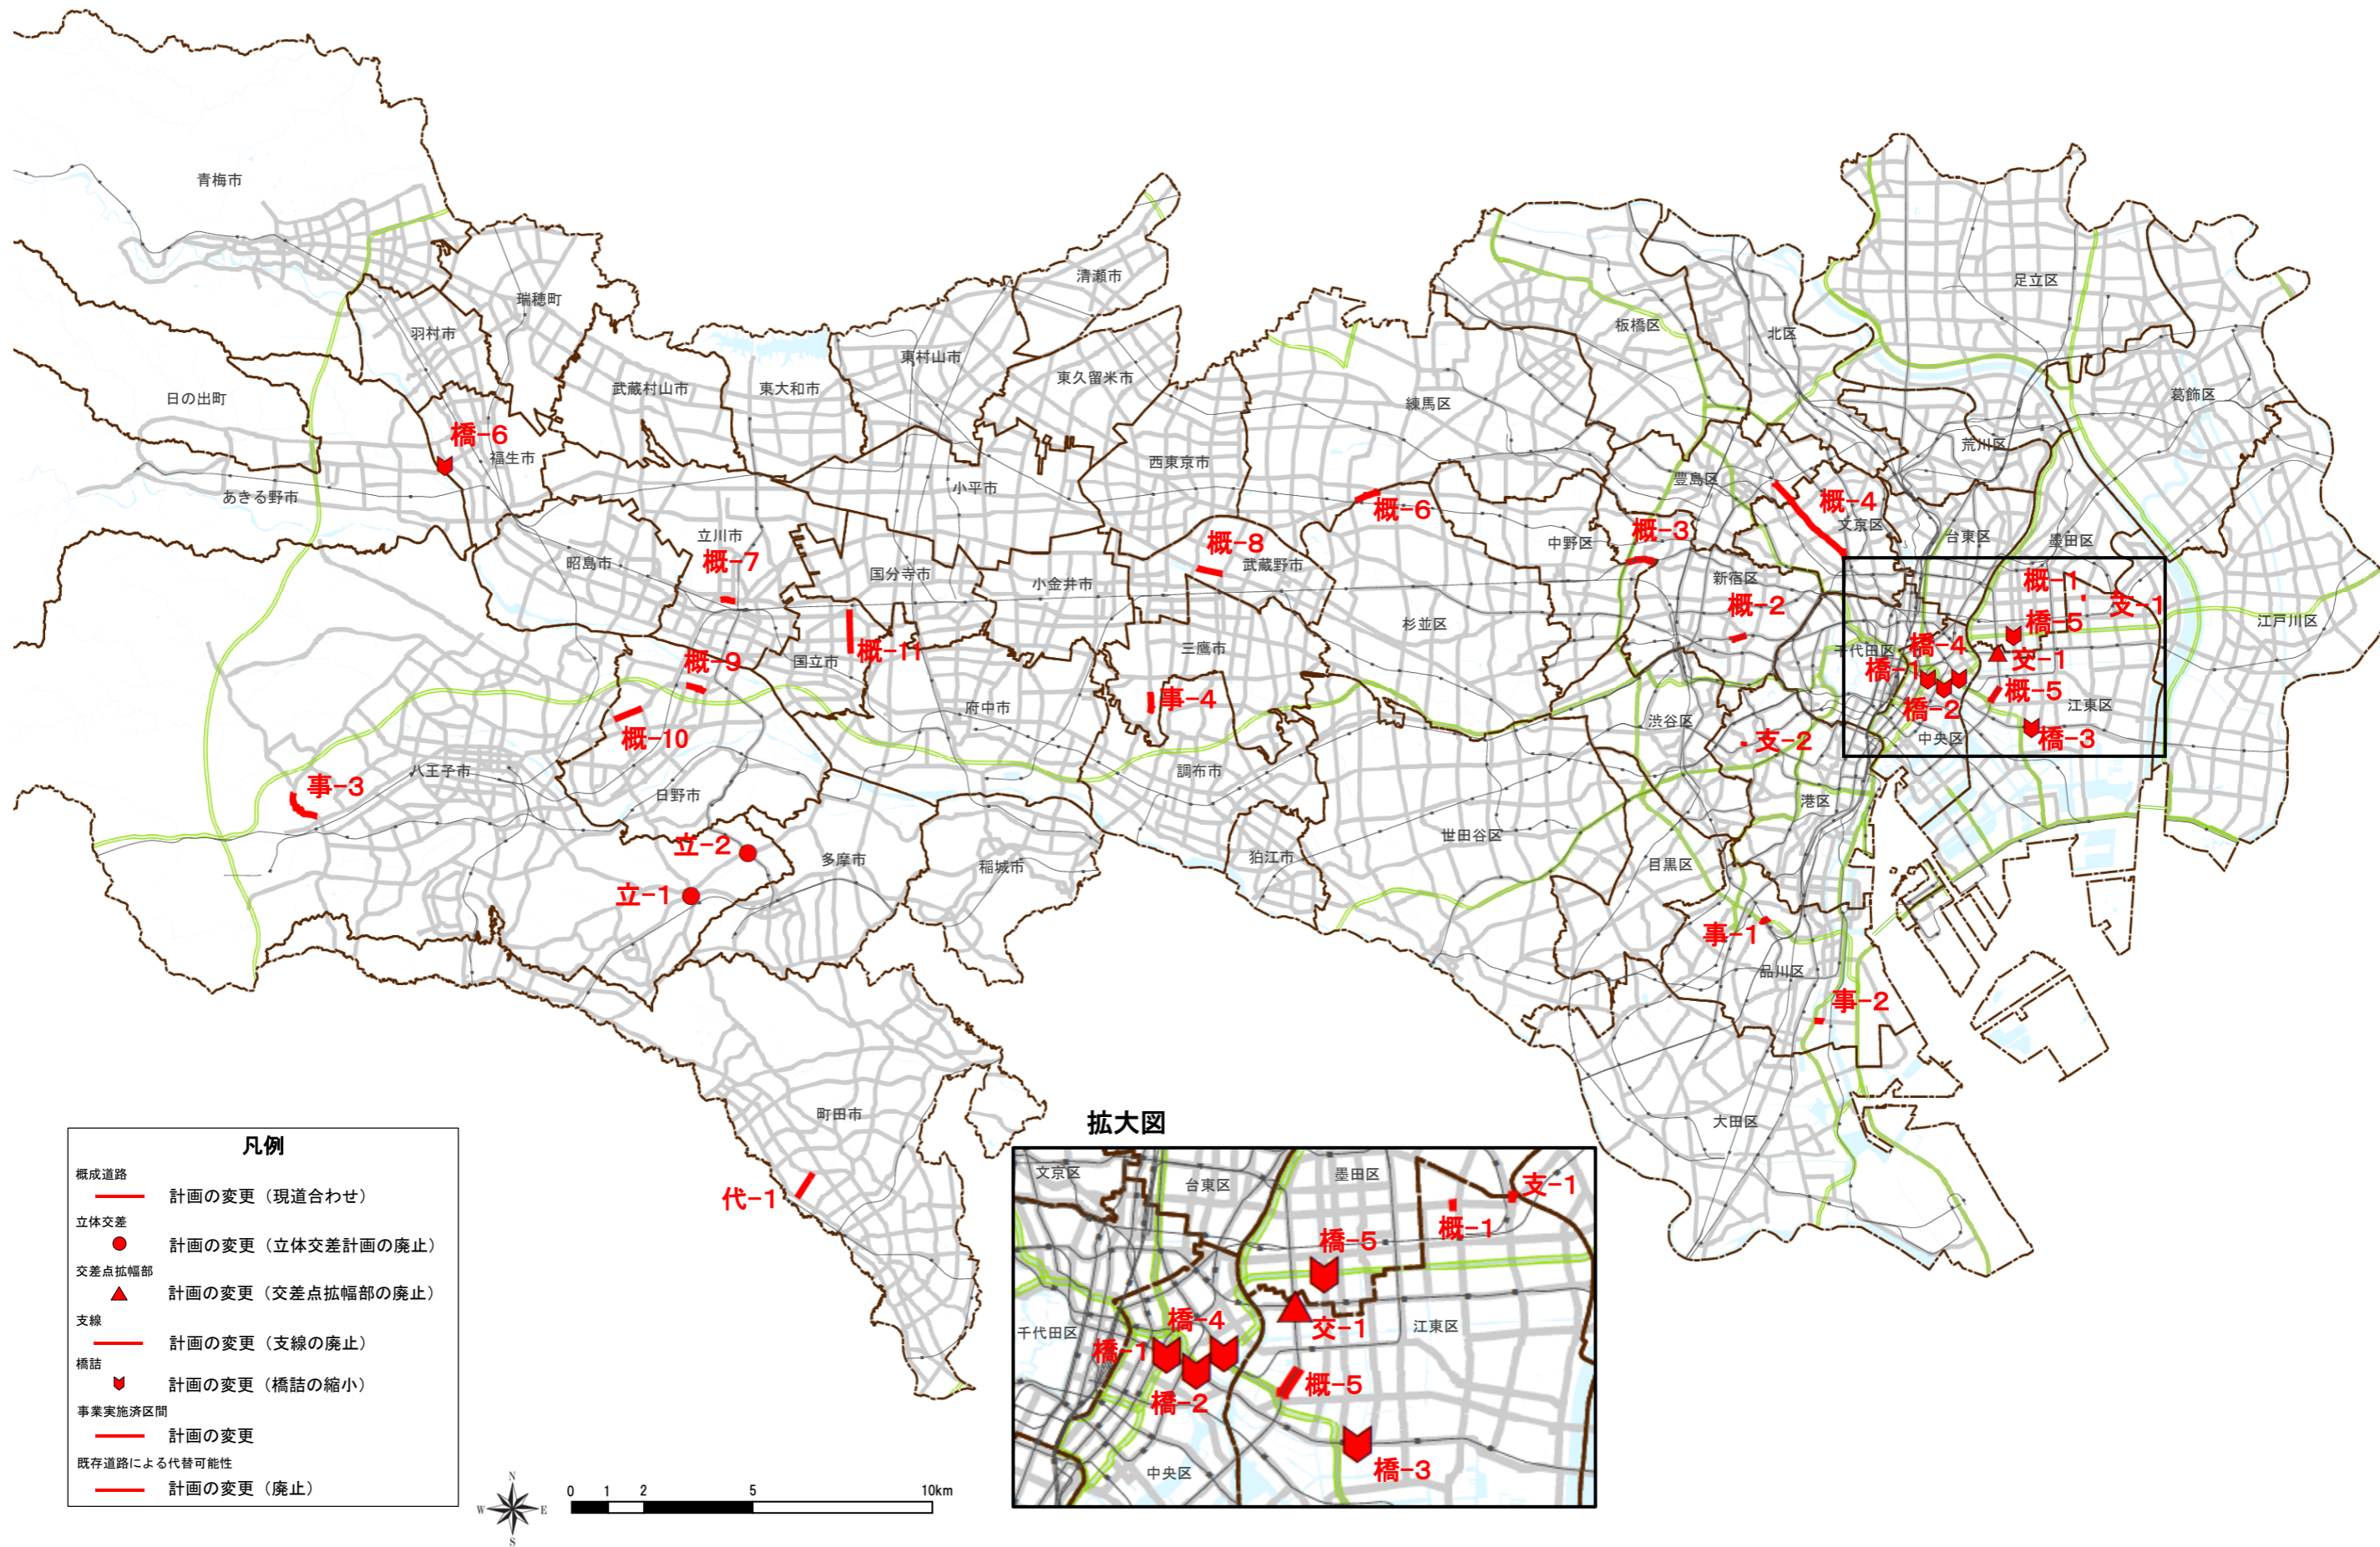 青梅市
瑞穂町
羽村市
日の出町
武蔵村山市
東大和市
東村山市
清瀬市
東久留米市
橋-6
福生市
あきる野市
西東京市
小平市
立川市
昭島市
概-7
国分寺市
小金井市
概-8
武蔵野市
概-6
練馬区
板橋区
北区
足立区
葛飾区
荒川区
豊島区
概-4
文京区
台東区
墨田区
中野区
概-3
新宿区
概-2
概-1
支-1
橋-5
江戸川区
杉並区
三鷹市
国立市
概-11
概-9
概-10
事-4
府中市
千代田区
橋-4
橋-1
交-1
概-5
橋-2
江東区
中央区
橋-3
渋谷区
支-2
港区
調布市
八王子市
事-3
日野市
立-2
立-1
多摩市
稲城市
狛江市
世田谷区
目黒区
事-1
品川区
事-2
大田区
町田市
代-1
凡例
概成道路
計画の変更（現道合わせ）
立体交差
計画の変更（立体交差計画の廃止）
交差点拡幅部
計画の変更（交差点拡幅部の廃止）
支線
計画の変更（支線の廃止）
橋詰
計画の変更（橋詰の縮小）
事業実施済区間
計画の変更
既存道路による代替可能性
計画の変更（廃止）
N
W E
S
0 1 2 5 10km
拡大図
文京区
台東区
墨田区
支-1
概-1
橋-5
橋-4
千代田区
橋-1
交-1
江東区
橋-2
概-5
中央区
橋-3